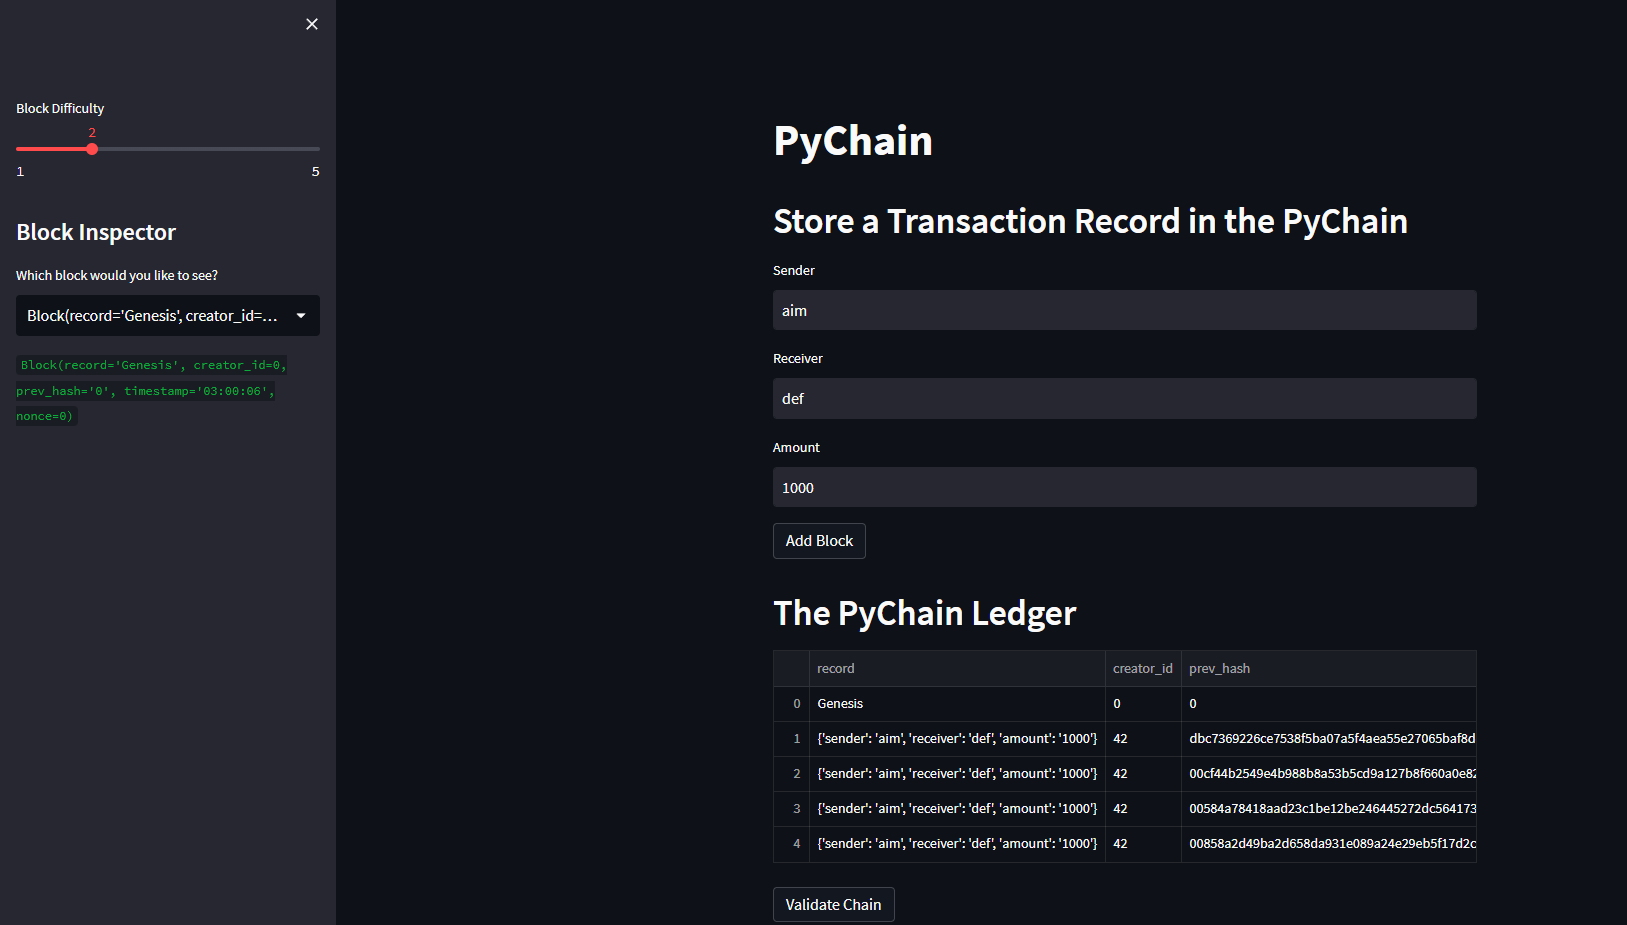 Block Difficulty
2
1 5
Block Inspector
Which block would you like to see?
Block(record='Genesis', creator_id=...
Block(record='Genesis', creator_id=0,
prev_hash='0', timestamp='03:00:06',
nonce=0)
PyChain
Store a Transaction Record in the PyChain
Sender
aim
Receiver
def
Amount
1000
Add Block
The PyChain Ledger
record creator_id prev_hash
0 Genesis 0 0
1 {'sender': 'aim', 'receiver': 'def', 'amount': '1000'} 42 dbc7369226ce7538f5ba07a5f4aea55e27065baf8d
2 {'sender': 'aim', 'receiver': 'def', 'amount': '1000'} 42 00cf44b2549e4b988b8a53b5cd9a127b8f660a0e82
3 {'sender': 'aim', 'receiver': 'def', 'amount': '1000'} 42 00584a78418aad23c1be12be246445272dc564173
4 {'sender': 'aim', 'receiver': 'def', 'amount': '1000'} 42 00858a2d49ba2d658da931e089a24e29eb5f17d2c
Validate Chain